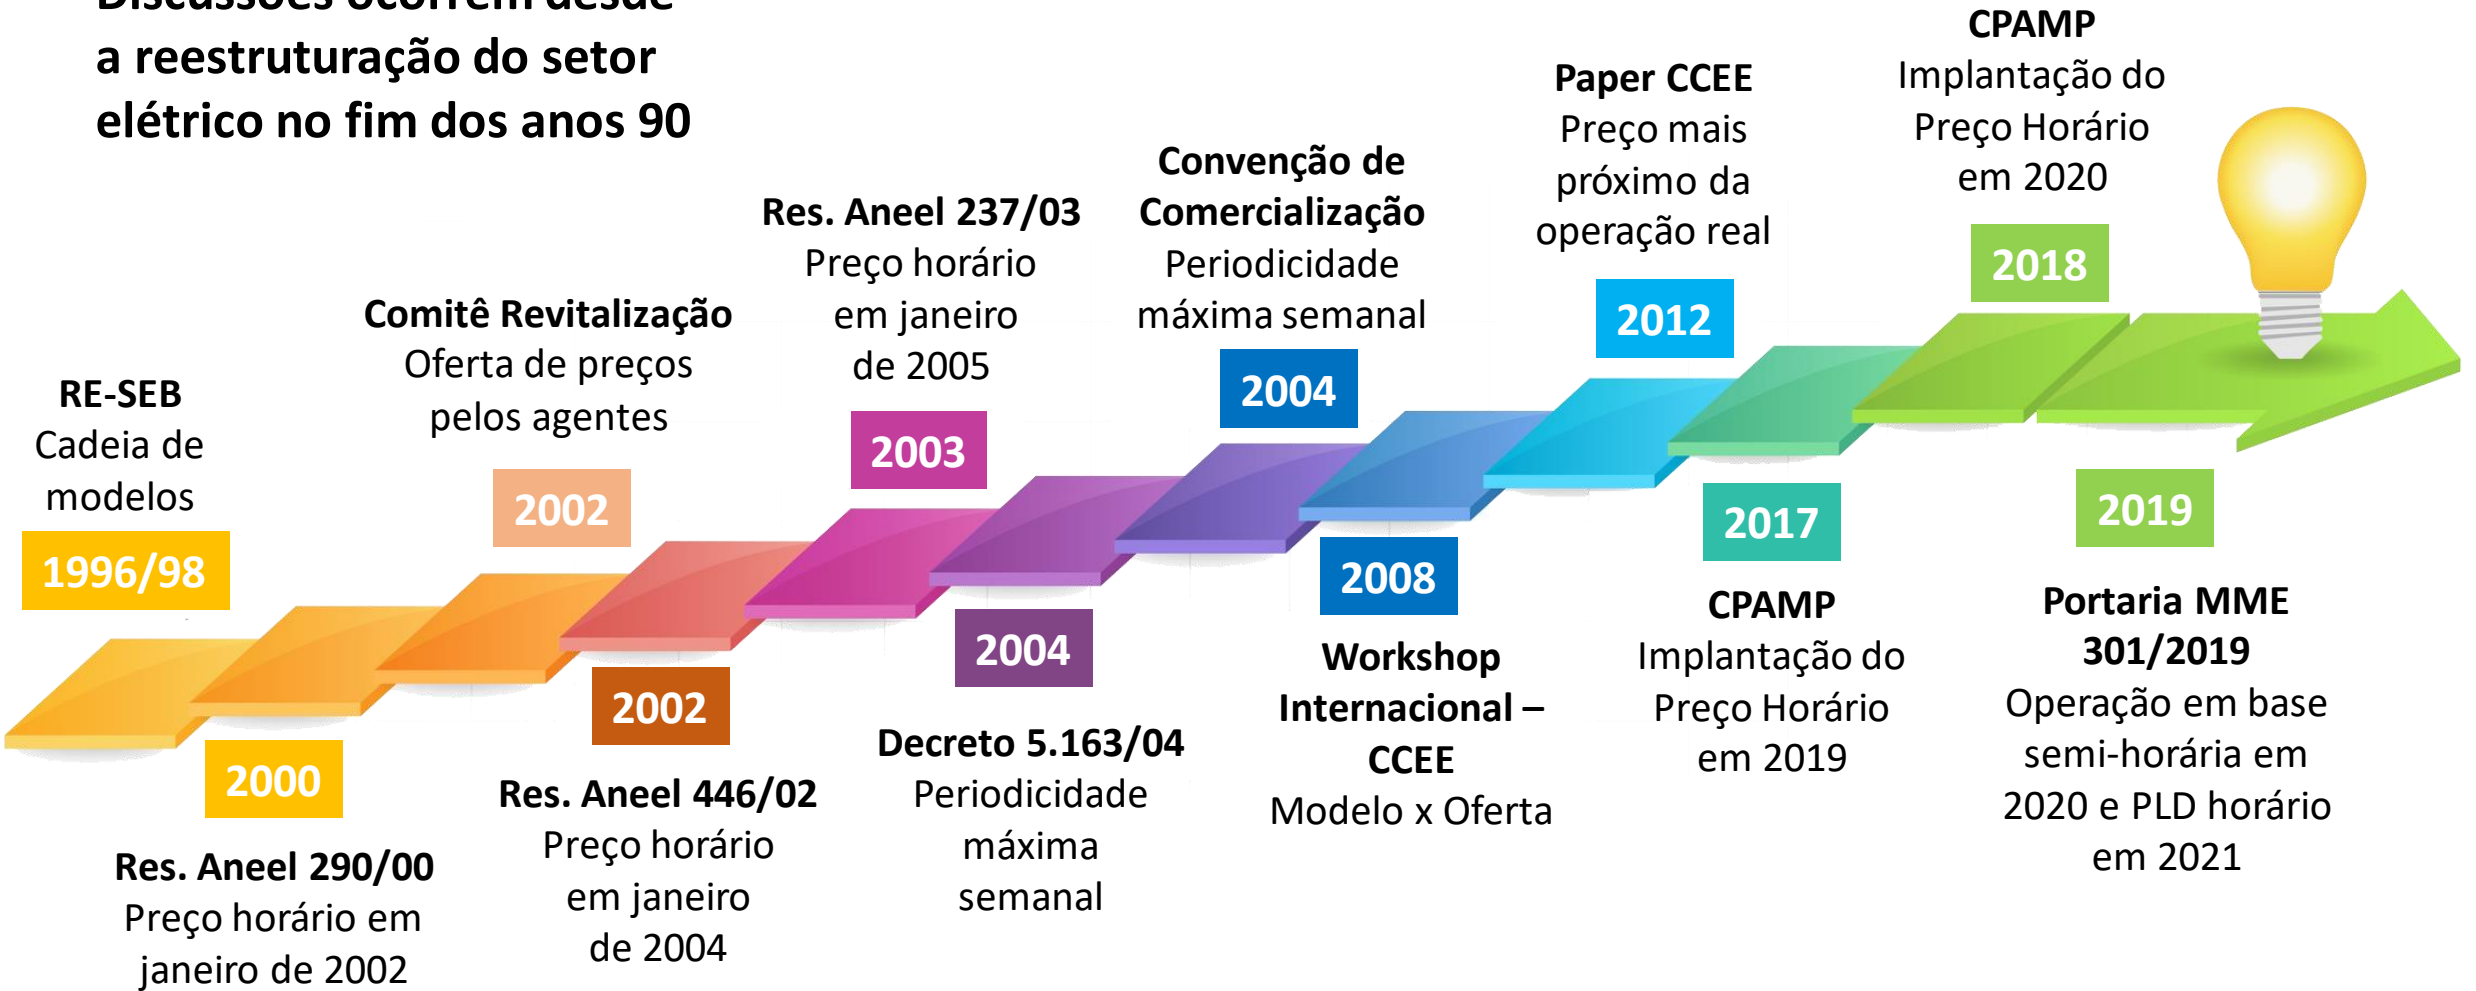 Discussões ocorrem desde
a reestruturação do setor
elétrico no fim dos anos 90
RE-SEB
Cadeia de
modelos
1996/98
2000
Res. Aneel 290/00
Preço horário em
janeiro de 2002
Comitê Revitalização
Oferta de preços
pelos agentes
2002
2002
Res. Aneel 446/02
Preço horário
em janeiro
de 2004
Res. Aneel 237/03
Preço horário
em janeiro
de 2005
2003
2004
Decreto 5.163/04
Periodicidade
máxima
semanal
Convenção de
Comercialização
Periodicidade
máxima semanal
2004
2008
Workshop
Internacional –
CCEE
Modelo x Oferta
Paper CCEE
Preço mais
próximo da
operação real
2012
2017
CPAMP
Implantação do
Preço Horário
em 2019
CPAMP
Implantação do
Preço Horário
em 2020
2018
2019
Portaria MME
301/2019
Operação em base
semi-horária em
2020 e PLD horário
em 2021